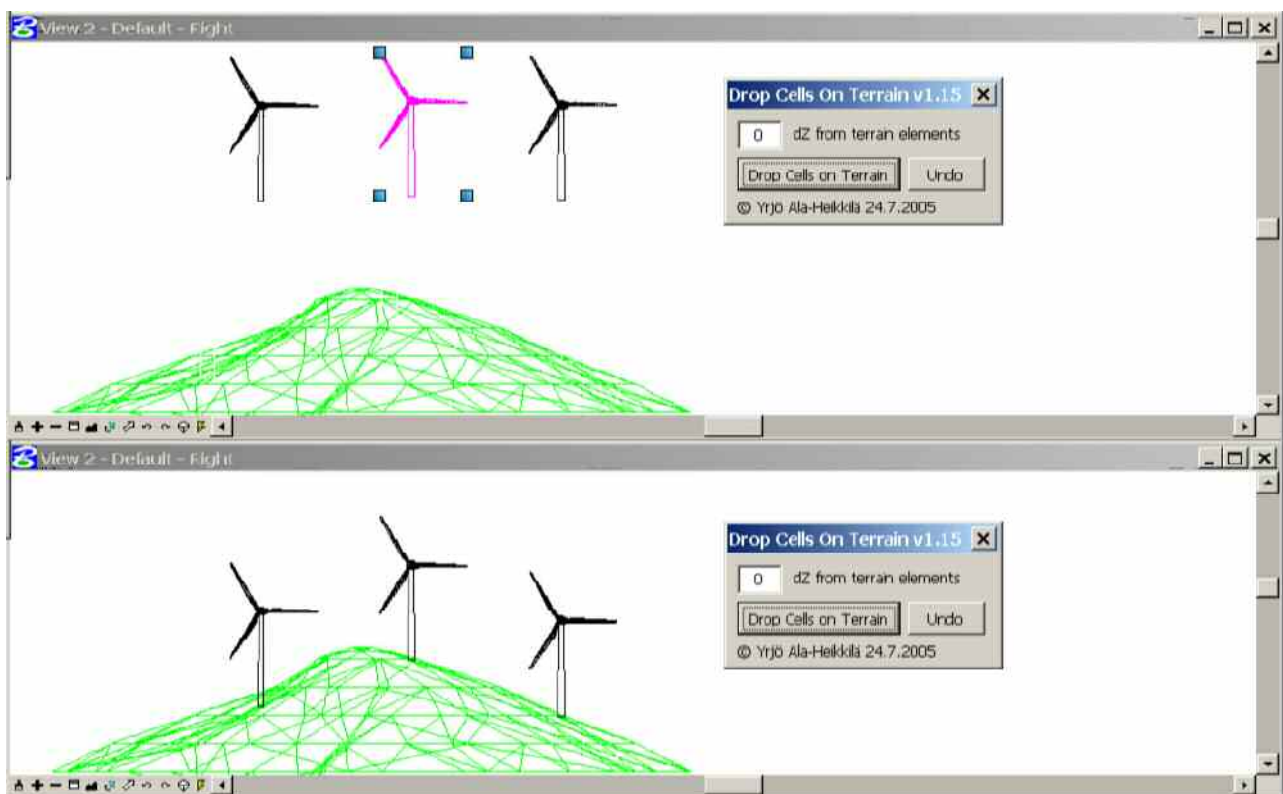 View 2 - Default - Right
Drop Cells On Terrain v1.15
0 dZ from terrain elements
Drop Cells on Terrain Undo
© Yrjö Ala-Heikkilä 24.7.2005
View 2 - Default - Right
Drop Cells On Terrain v1.15
0 dZ from terrain elements
Drop Cells on Terrain Undo
© Yrjö Ala-Heikkilä 24.7.2005